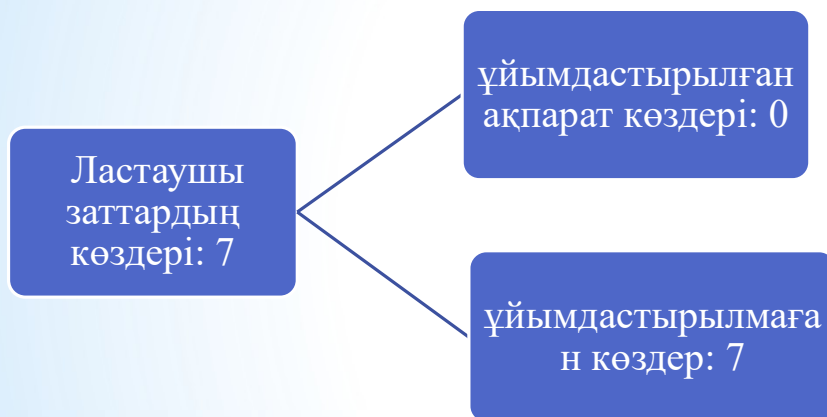 Ластаушы
заттардың
көздері: 7
ұйымдастырылған
ақпарат көздері: 0
ұйымдастырылмаға
н көздер: 7